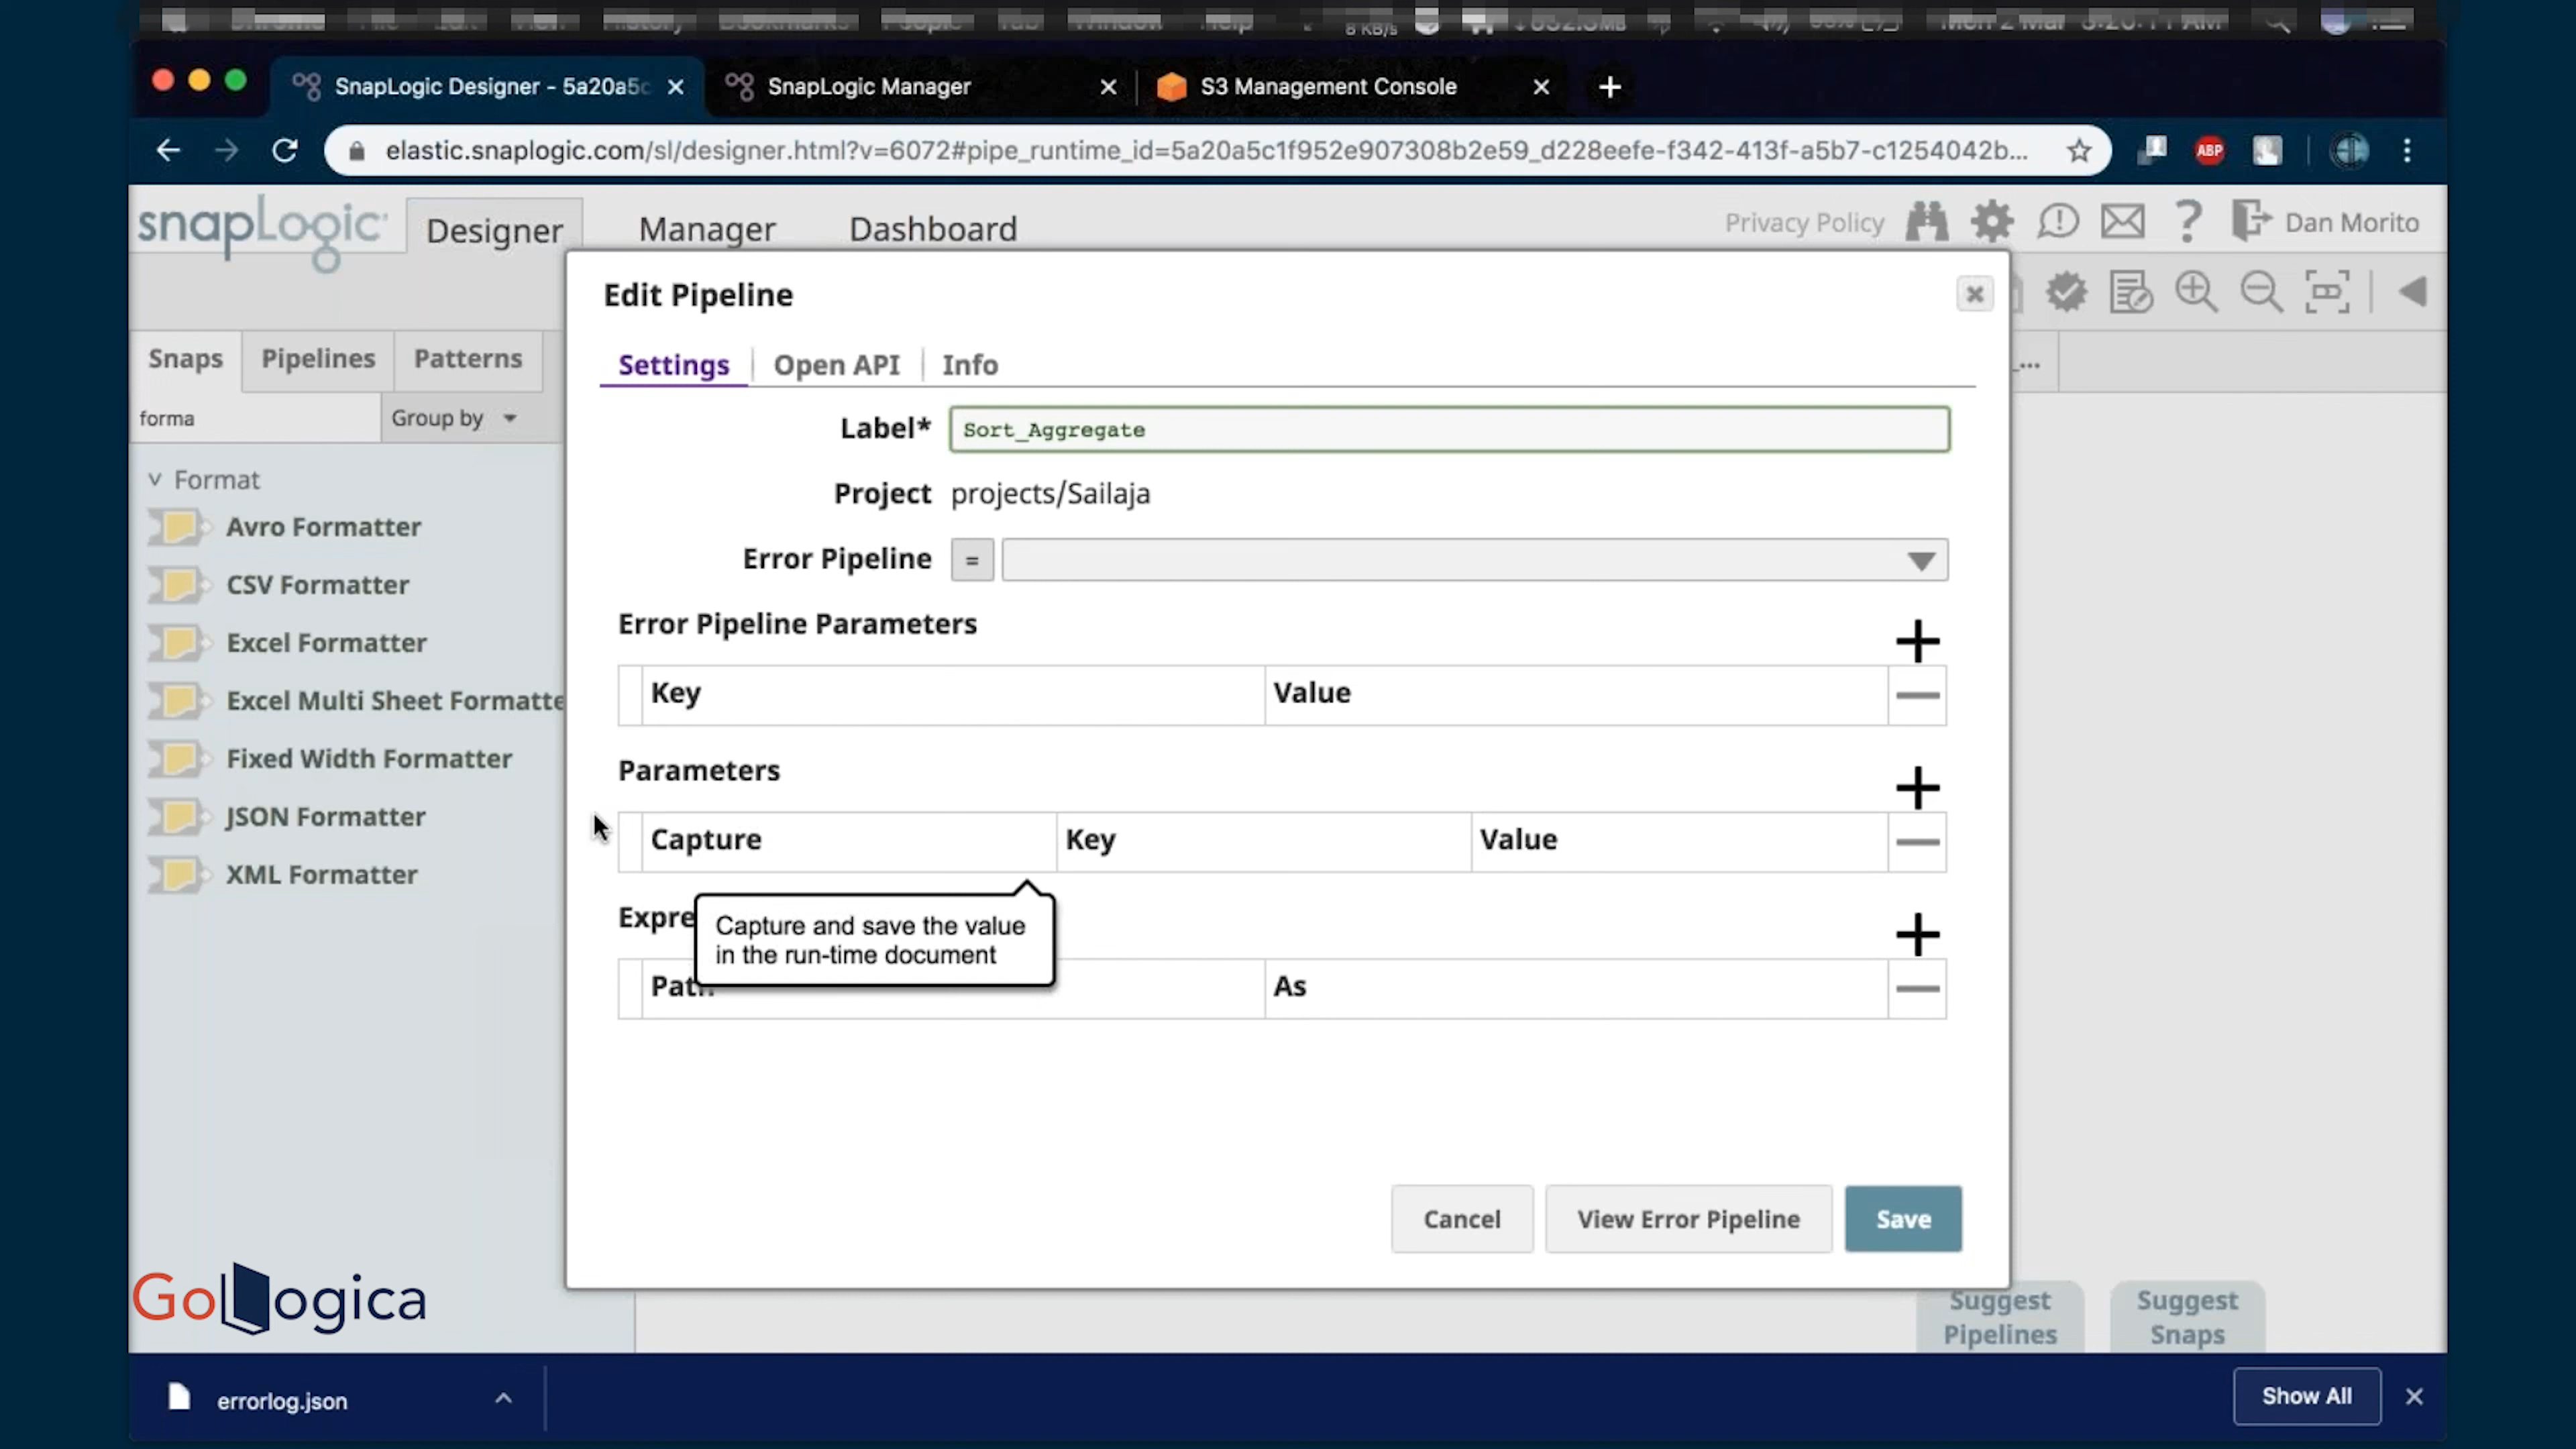 8 KB/s
SnapLogic Designer - 5a20a5c
SnapLogic Manager
S3 Management Console
elastic.snaplogic.com/sl/designer.html?v=6072#pipe_runtime_id=5a20a5c1f952e907308b2e59_d228eefe-f342-413f-a5b7-c1254042b...
ABP
snapLogic
Designer
Manager
Dashboard
Privacy Policy
Dan Morito
Edit Pipeline
Snaps
Pipelines
Patterns
forma
Group by
Settings
Open API
Info
Label*
Sort_Aggregate
Project
projects/Sailaja
Error Pipeline
=
Format
Avro Formatter
CSV Formatter
Excel Formatter
Excel Multi Sheet Formatte
Fixed Width Formatter
JSON Formatter
XML Formatter
Error Pipeline Parameters
Key
Value
Parameters
Capture
Key
Value
Expre
Capture and save the value
in the run-time document
Path
As
Cancel
View Error Pipeline
Save
GoLogica
Suggest
Pipelines
Suggest
Snaps
errorlog.json
Show All